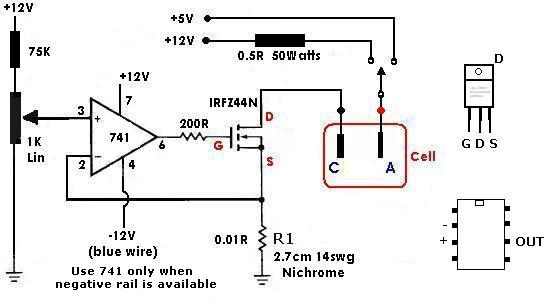 +12V
+5V
+12V
0.5R 50Watts
75K
+12V
7
3
+
741
-
2
6
4
1K
Lin
200R
IRFZ44N
D
G
S
C
A
Cell
D
G D S
-12V
(blue wire)
Use 741 only when
negative rail is available
0.01R
R1
2.7cm 14swg
Nichrome
-
+
OUT